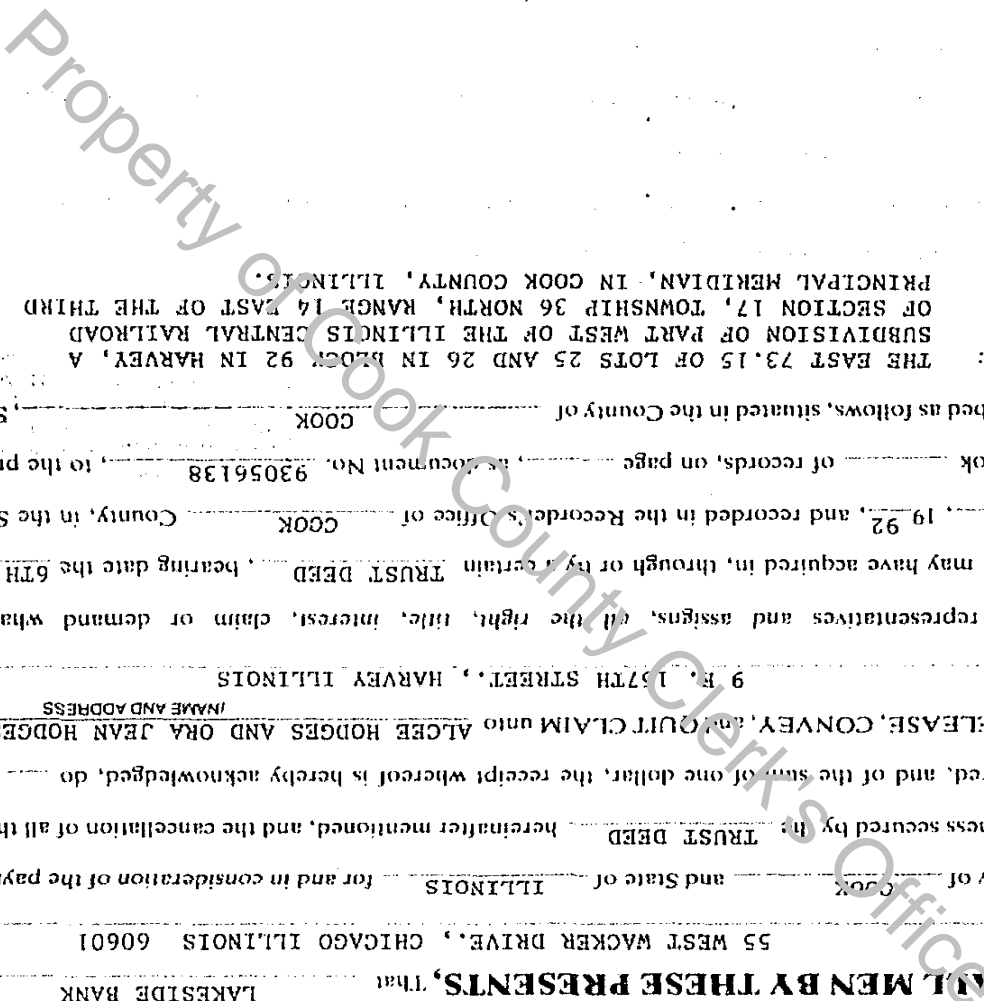 ALL MEN BY THESE PRESENTS, That LAKESIDE BANK
55 WEST WACKER DRIVE., CHICAGO ILLINOIS 60601
y of COOK and State of ILLINOIS for and in consideration of the paye
ness secured by the TRUST DEED hereinafter mentioned, and the cancellation of all th
red, and of the sum of one dollar, the receipt whereof is hereby acknowledged, do
ELEASE, CONVEY, and QUIT CLAIM unto ALCEE HODGES AND ORA JEAN HODGES
(NAME AND ADDRESS
9 E. 157TH STREET., HARVEY ILLINOIS
representatives and assigns, all the right, title, interest, claim or demand what
may have acquired in, through or by a certain TRUST DEED, bearing date the 6TH
, 19 92, and recorded in the Recorder's Office of COOK County, in the S
ok of records, on page , as document No. 93056138, to the pr
bed as follows, situated in the County of COOK, S
: THE EAST 73.15 OF LOTS 25 AND 26 IN BLOCK 92 IN HARVEY, A
SUBDIVISION OF PART WEST OF THE ILLINOIS CENTRAL RAILROAD
OF SECTION 17, TOWNSHIP 36 NORTH, RANGE 14 EAST OF THE THIRD
PRINCIPAL MERIDIAN, IN COOK COUNTY, ILLINOIS.
Property of Cook County Clerk's Office